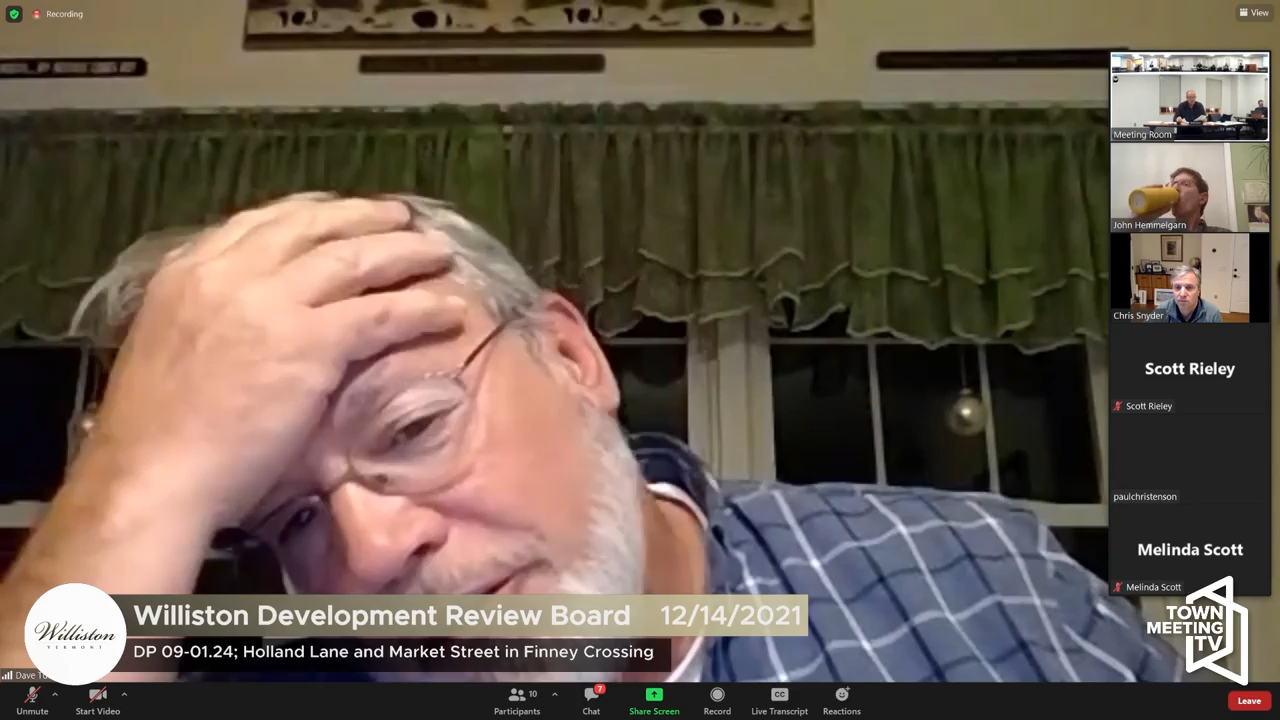 Recording
View
Meeting Room
John Hemmelgarn
Chris Snyder
Scott Rieley
Scott Rieley
paulchristenson
Melinda Scott
Melinda Scott
TOWN
MEETING
TV
Williston
VERMONT
Williston Development Review Board 12/14/2021
DP 09-01.24; Holland Lane and Market Street in Finney Crossing
Dave
Unmute
Start Video
Participants
10
Chat
7
Share Screen
Record
CC
Live Transcript
Reactions
Leave